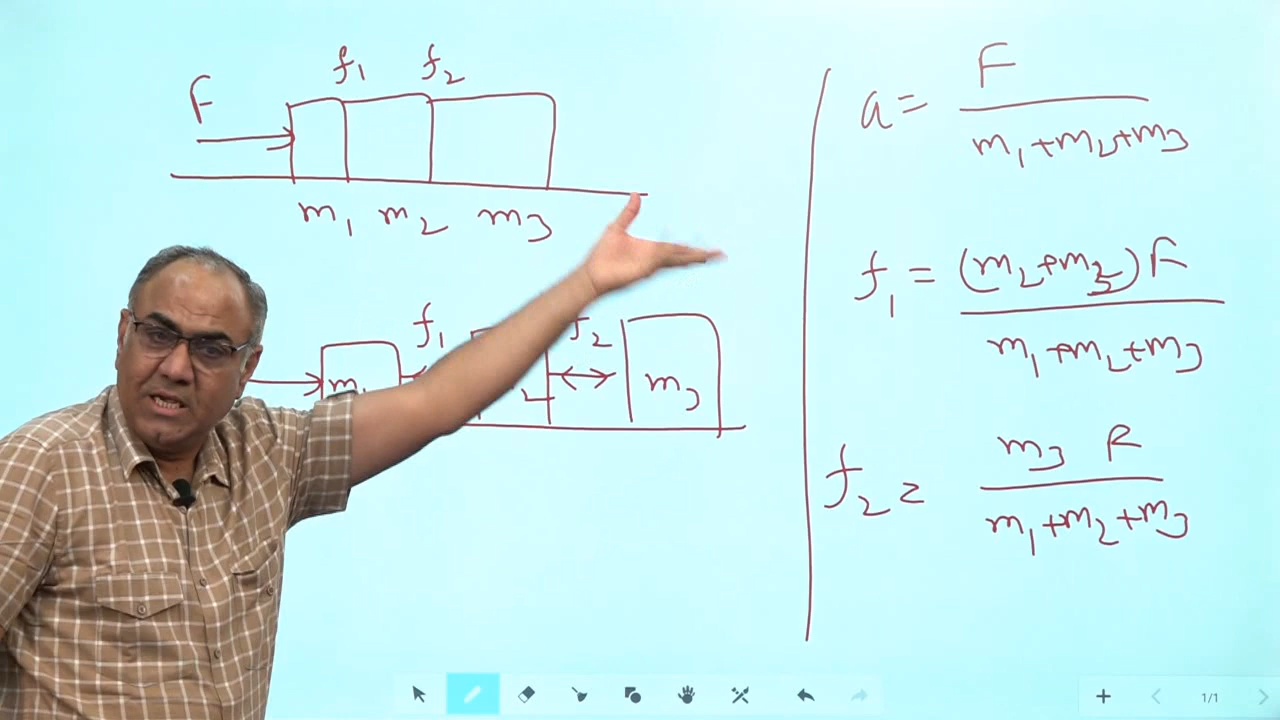 f₁ f₂
F
m₁ m₂ m₃
f₁ f₂
m₃
a = F / m₁+m₂+m₃
f₁ = (m₂+m₃)F / m₁+m₂+m₃
f₂ = m₃ F / m₁+m₂+m₃
1/1